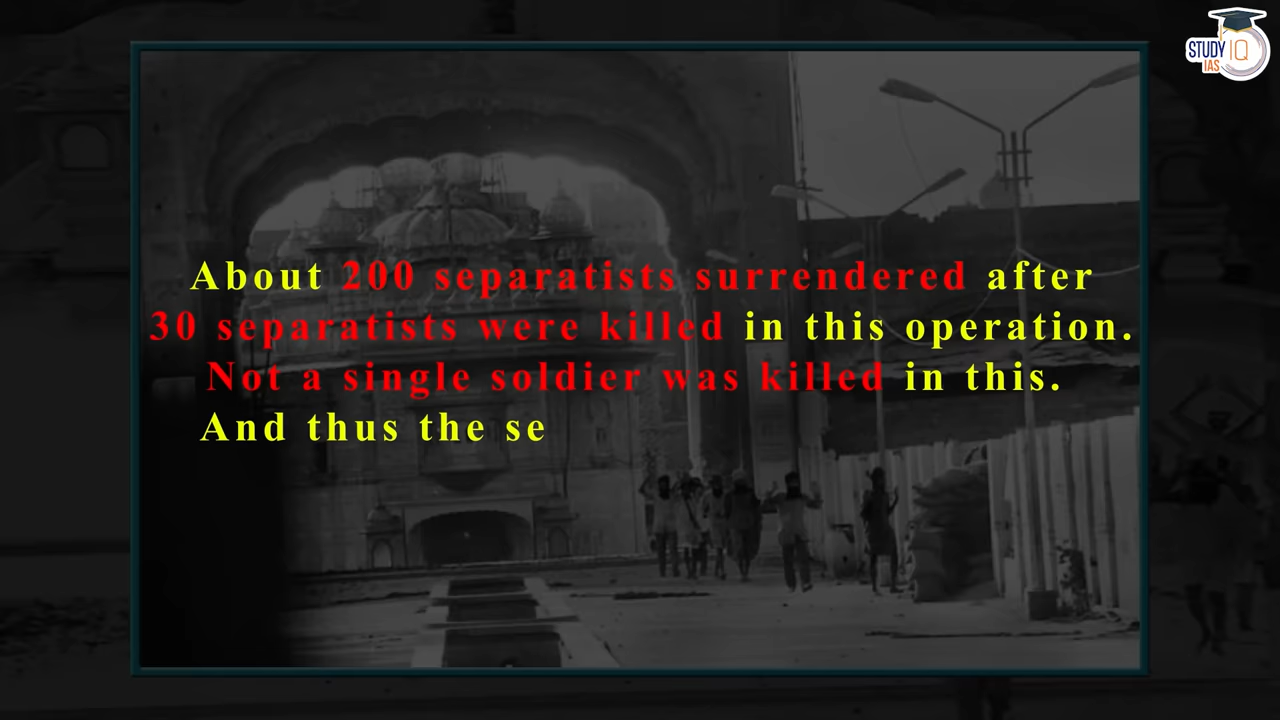 STUDY IQ
IAS
About 200 separatists surrendered after
30 separatists were killed in this operation.
Not a single soldier was killed in this.
And thus the se